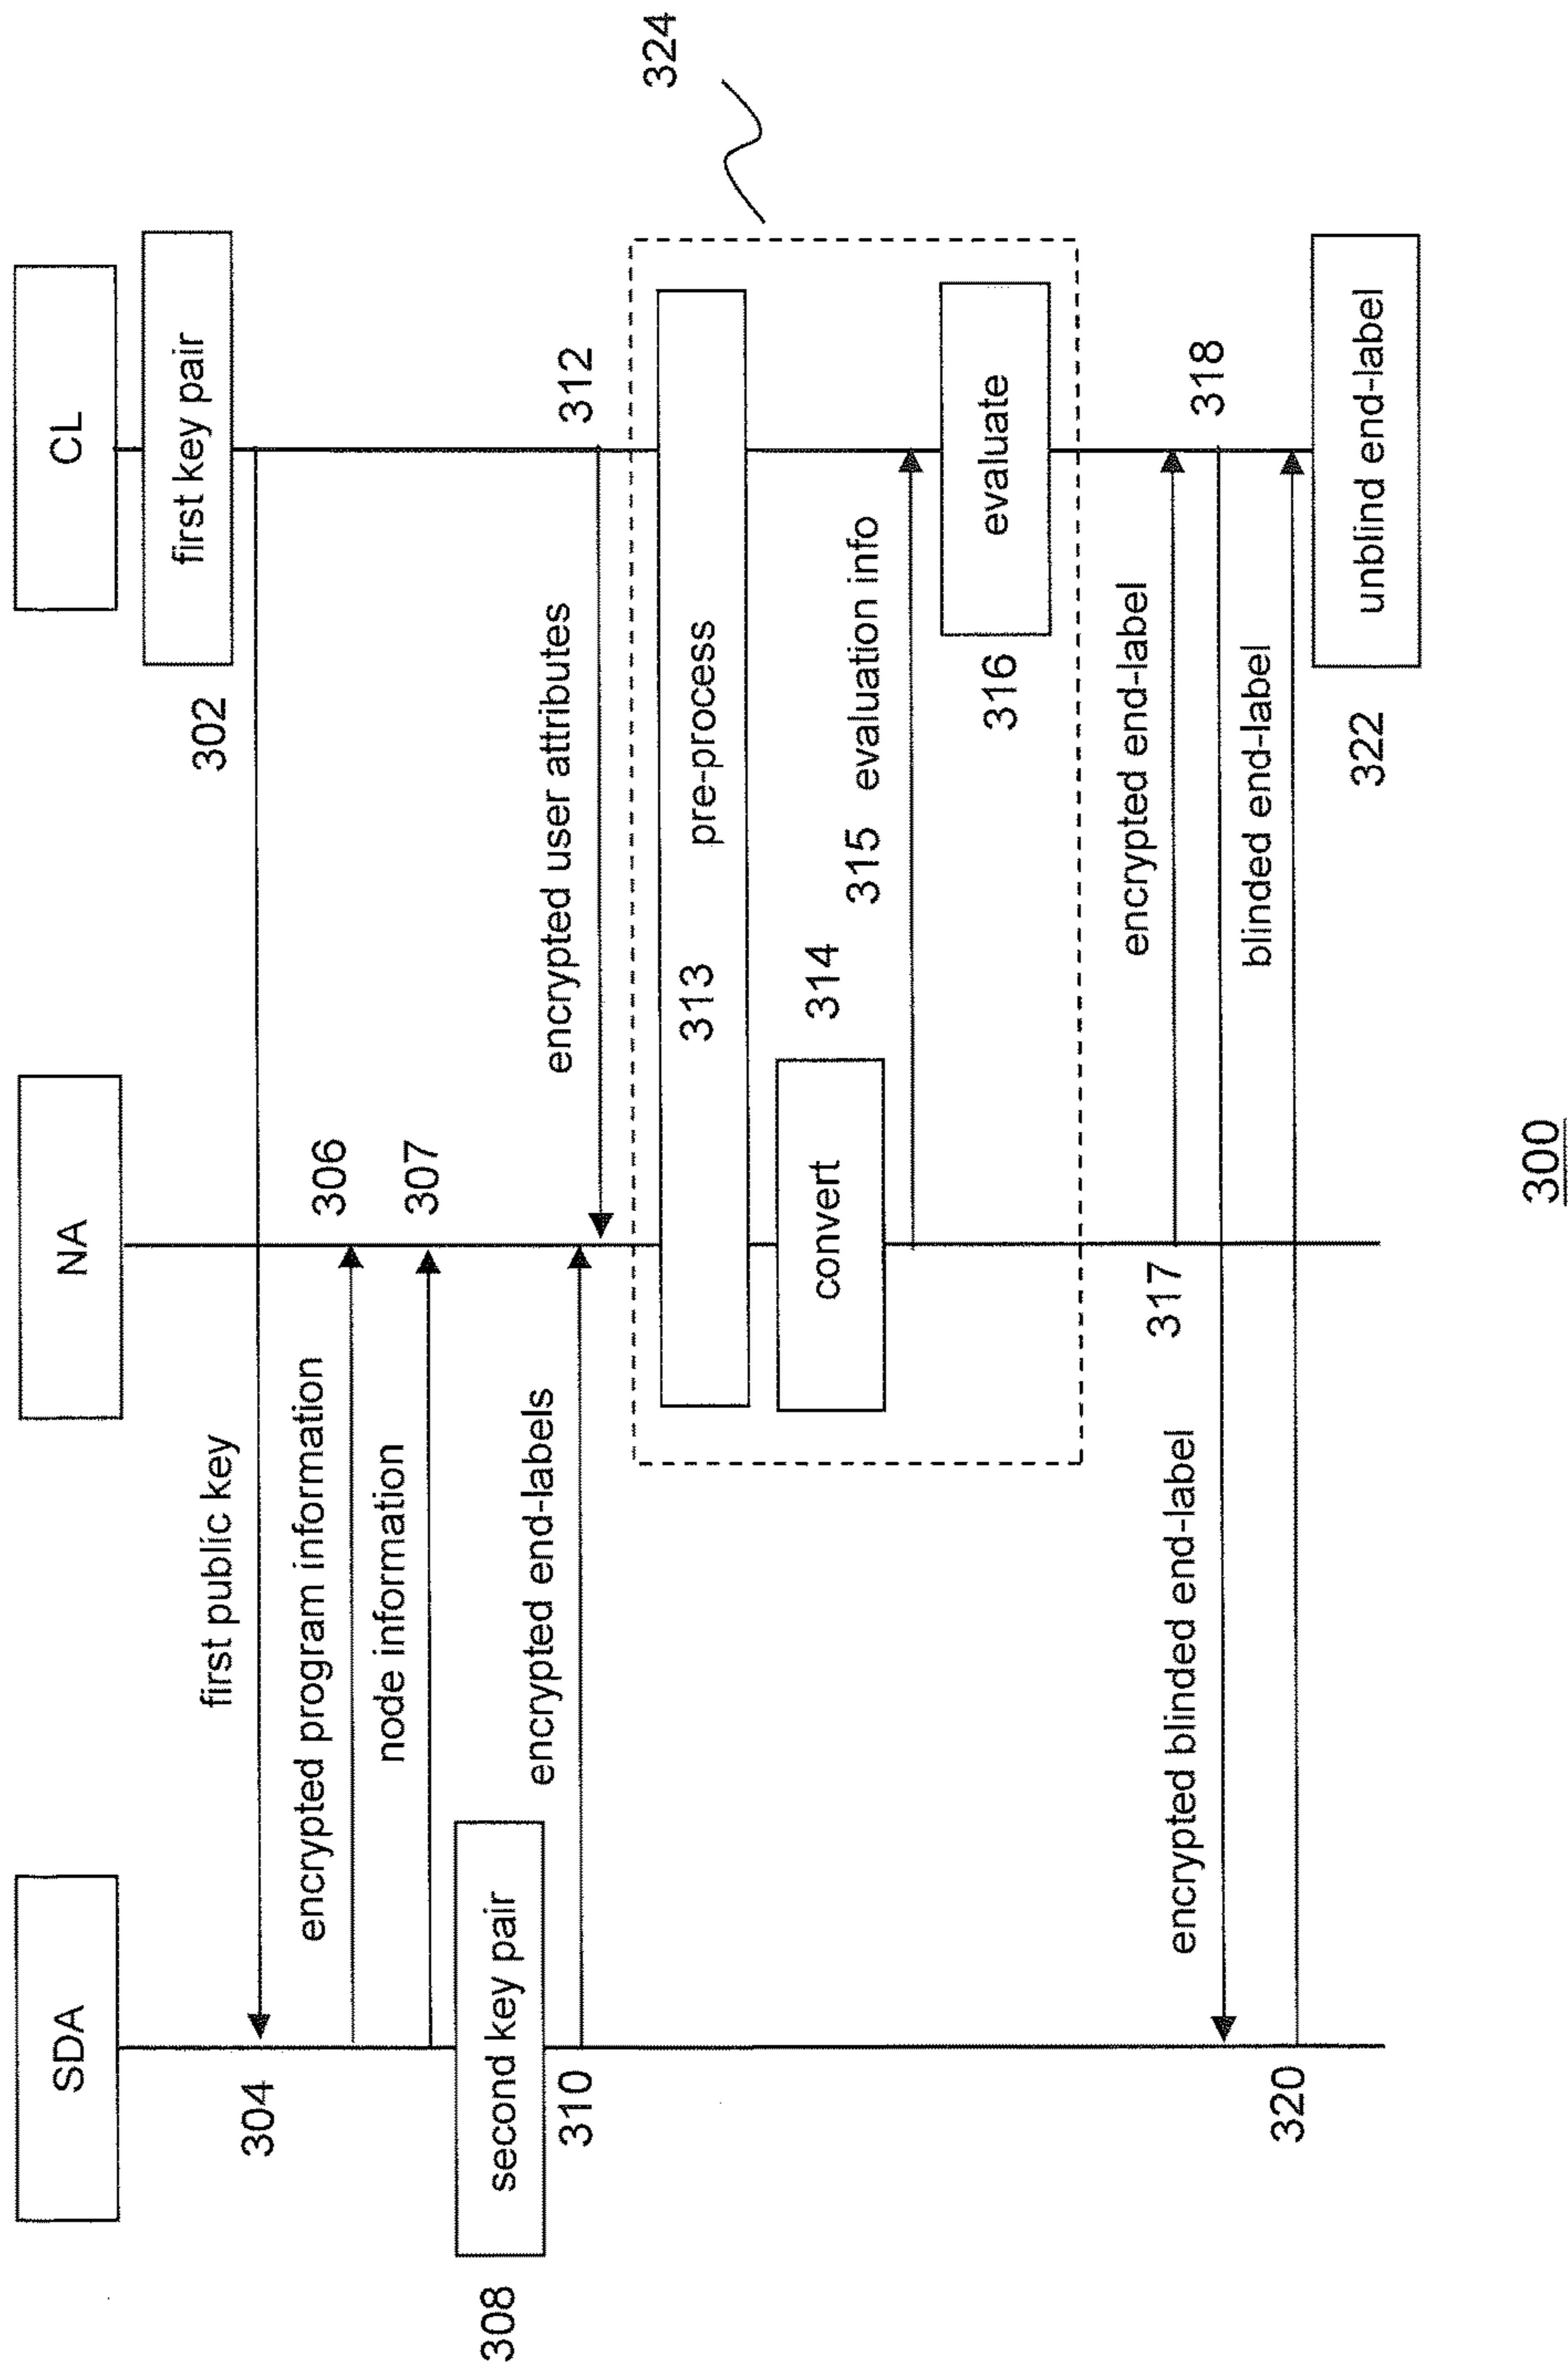 SDA
NA
CL
first key pair
302
first public key
304
encrypted program information
306
node information
307
second key pair
308
encrypted end-labels
310
312
encrypted user attributes
324
313
pre-process
convert
314
315
evaluation info
evaluate
316
encrypted end-label
317
318
encrypted blinded end-label
blinded end-label
320
unblind end-label
322
300